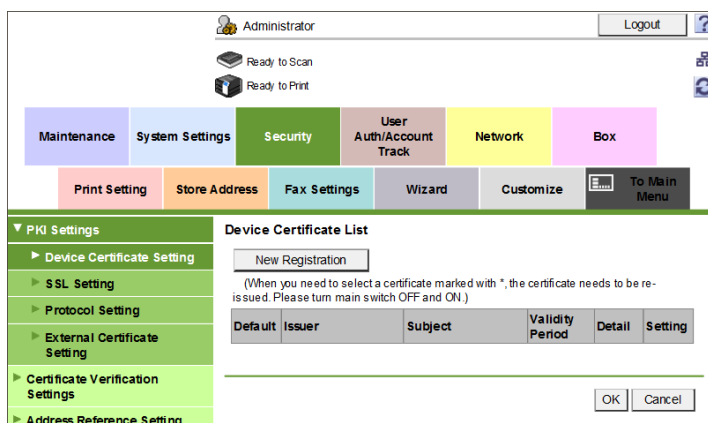 Administrator
Logout
?
Ready to Scan
Ready to Print
Maintenance
System Settings
Security
User
Auth/Account
Track
Network
Box
Print Setting
Store Address
Fax Settings
Wizard
Customize
To Main
Menu
PKI Settings
Device Certificate Setting
SSL Setting
Protocol Setting
External Certificate
Setting
Certificate Verification
Settings
Address Reference Setting
Device Certificate List
New Registration
(When you need to select a certificate marked with *, the certificate needs to be re-
issued. Please turn main switch OFF and ON.)
Default
Issuer
Subject
Validity
Period
Detail
Setting
OK
Cancel